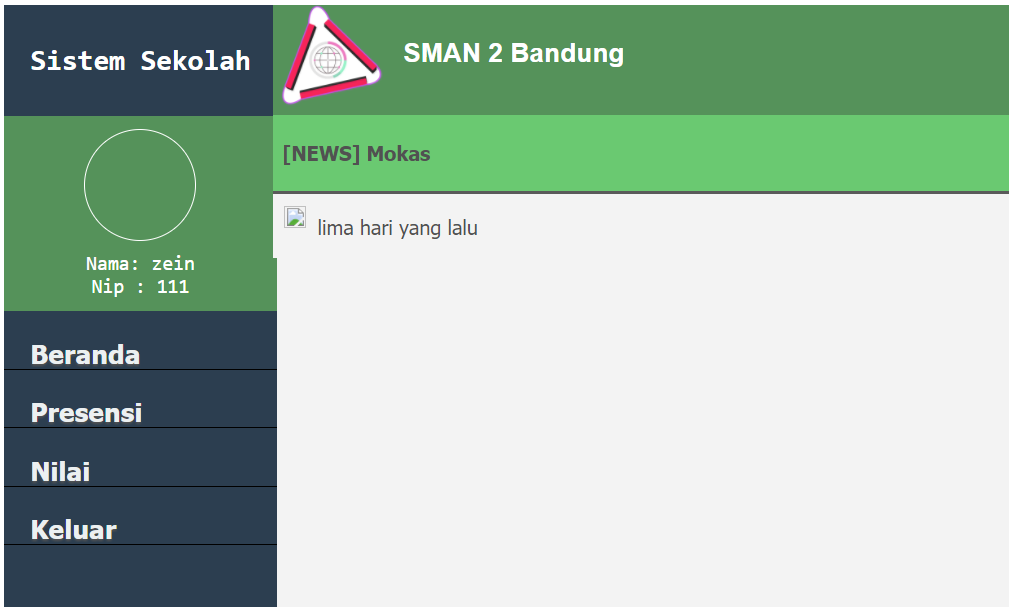 Sistem Sekolah
SMAN 2 Bandung
Nama: zein
Nip : 111
Beranda
Presensi
Nilai
Keluar
[NEWS] Mokas
lima hari yang lalu